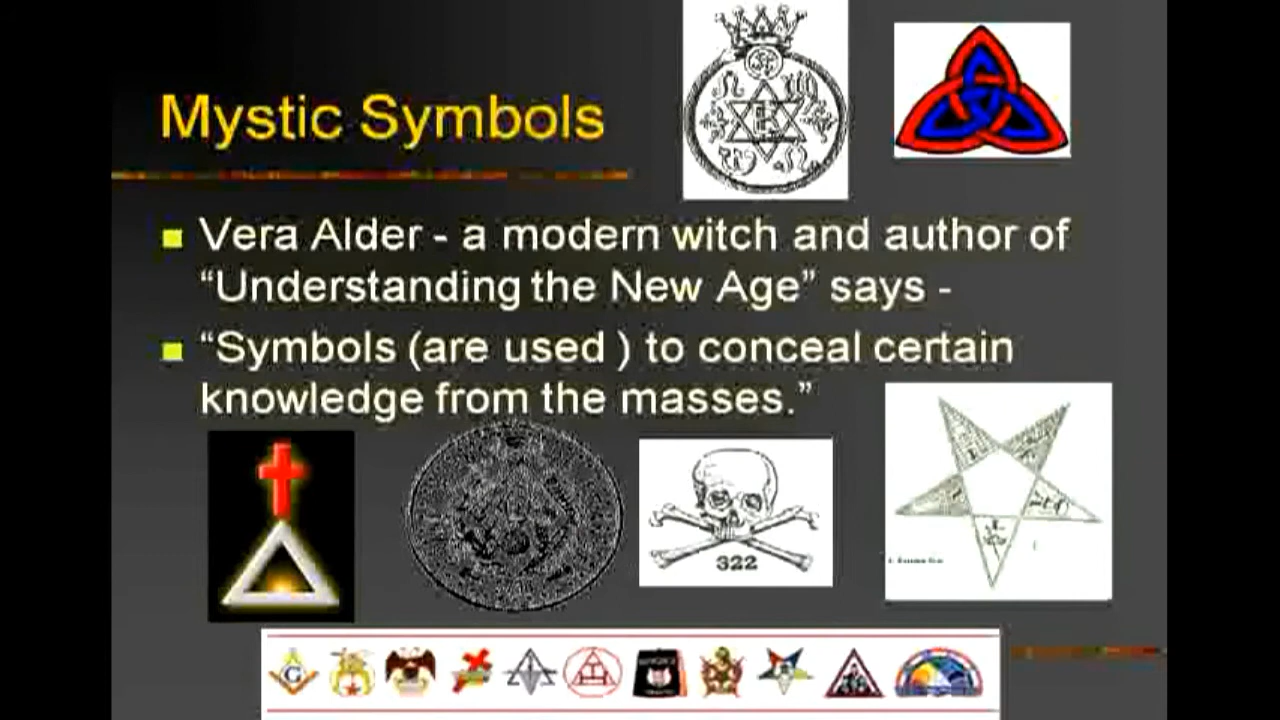 Mystic Symbols
Vera Alder - a modern witch and author of
“Understanding the New Age” says -
“Symbols (are used ) to conceal certain
knowledge from the masses.”
322
G